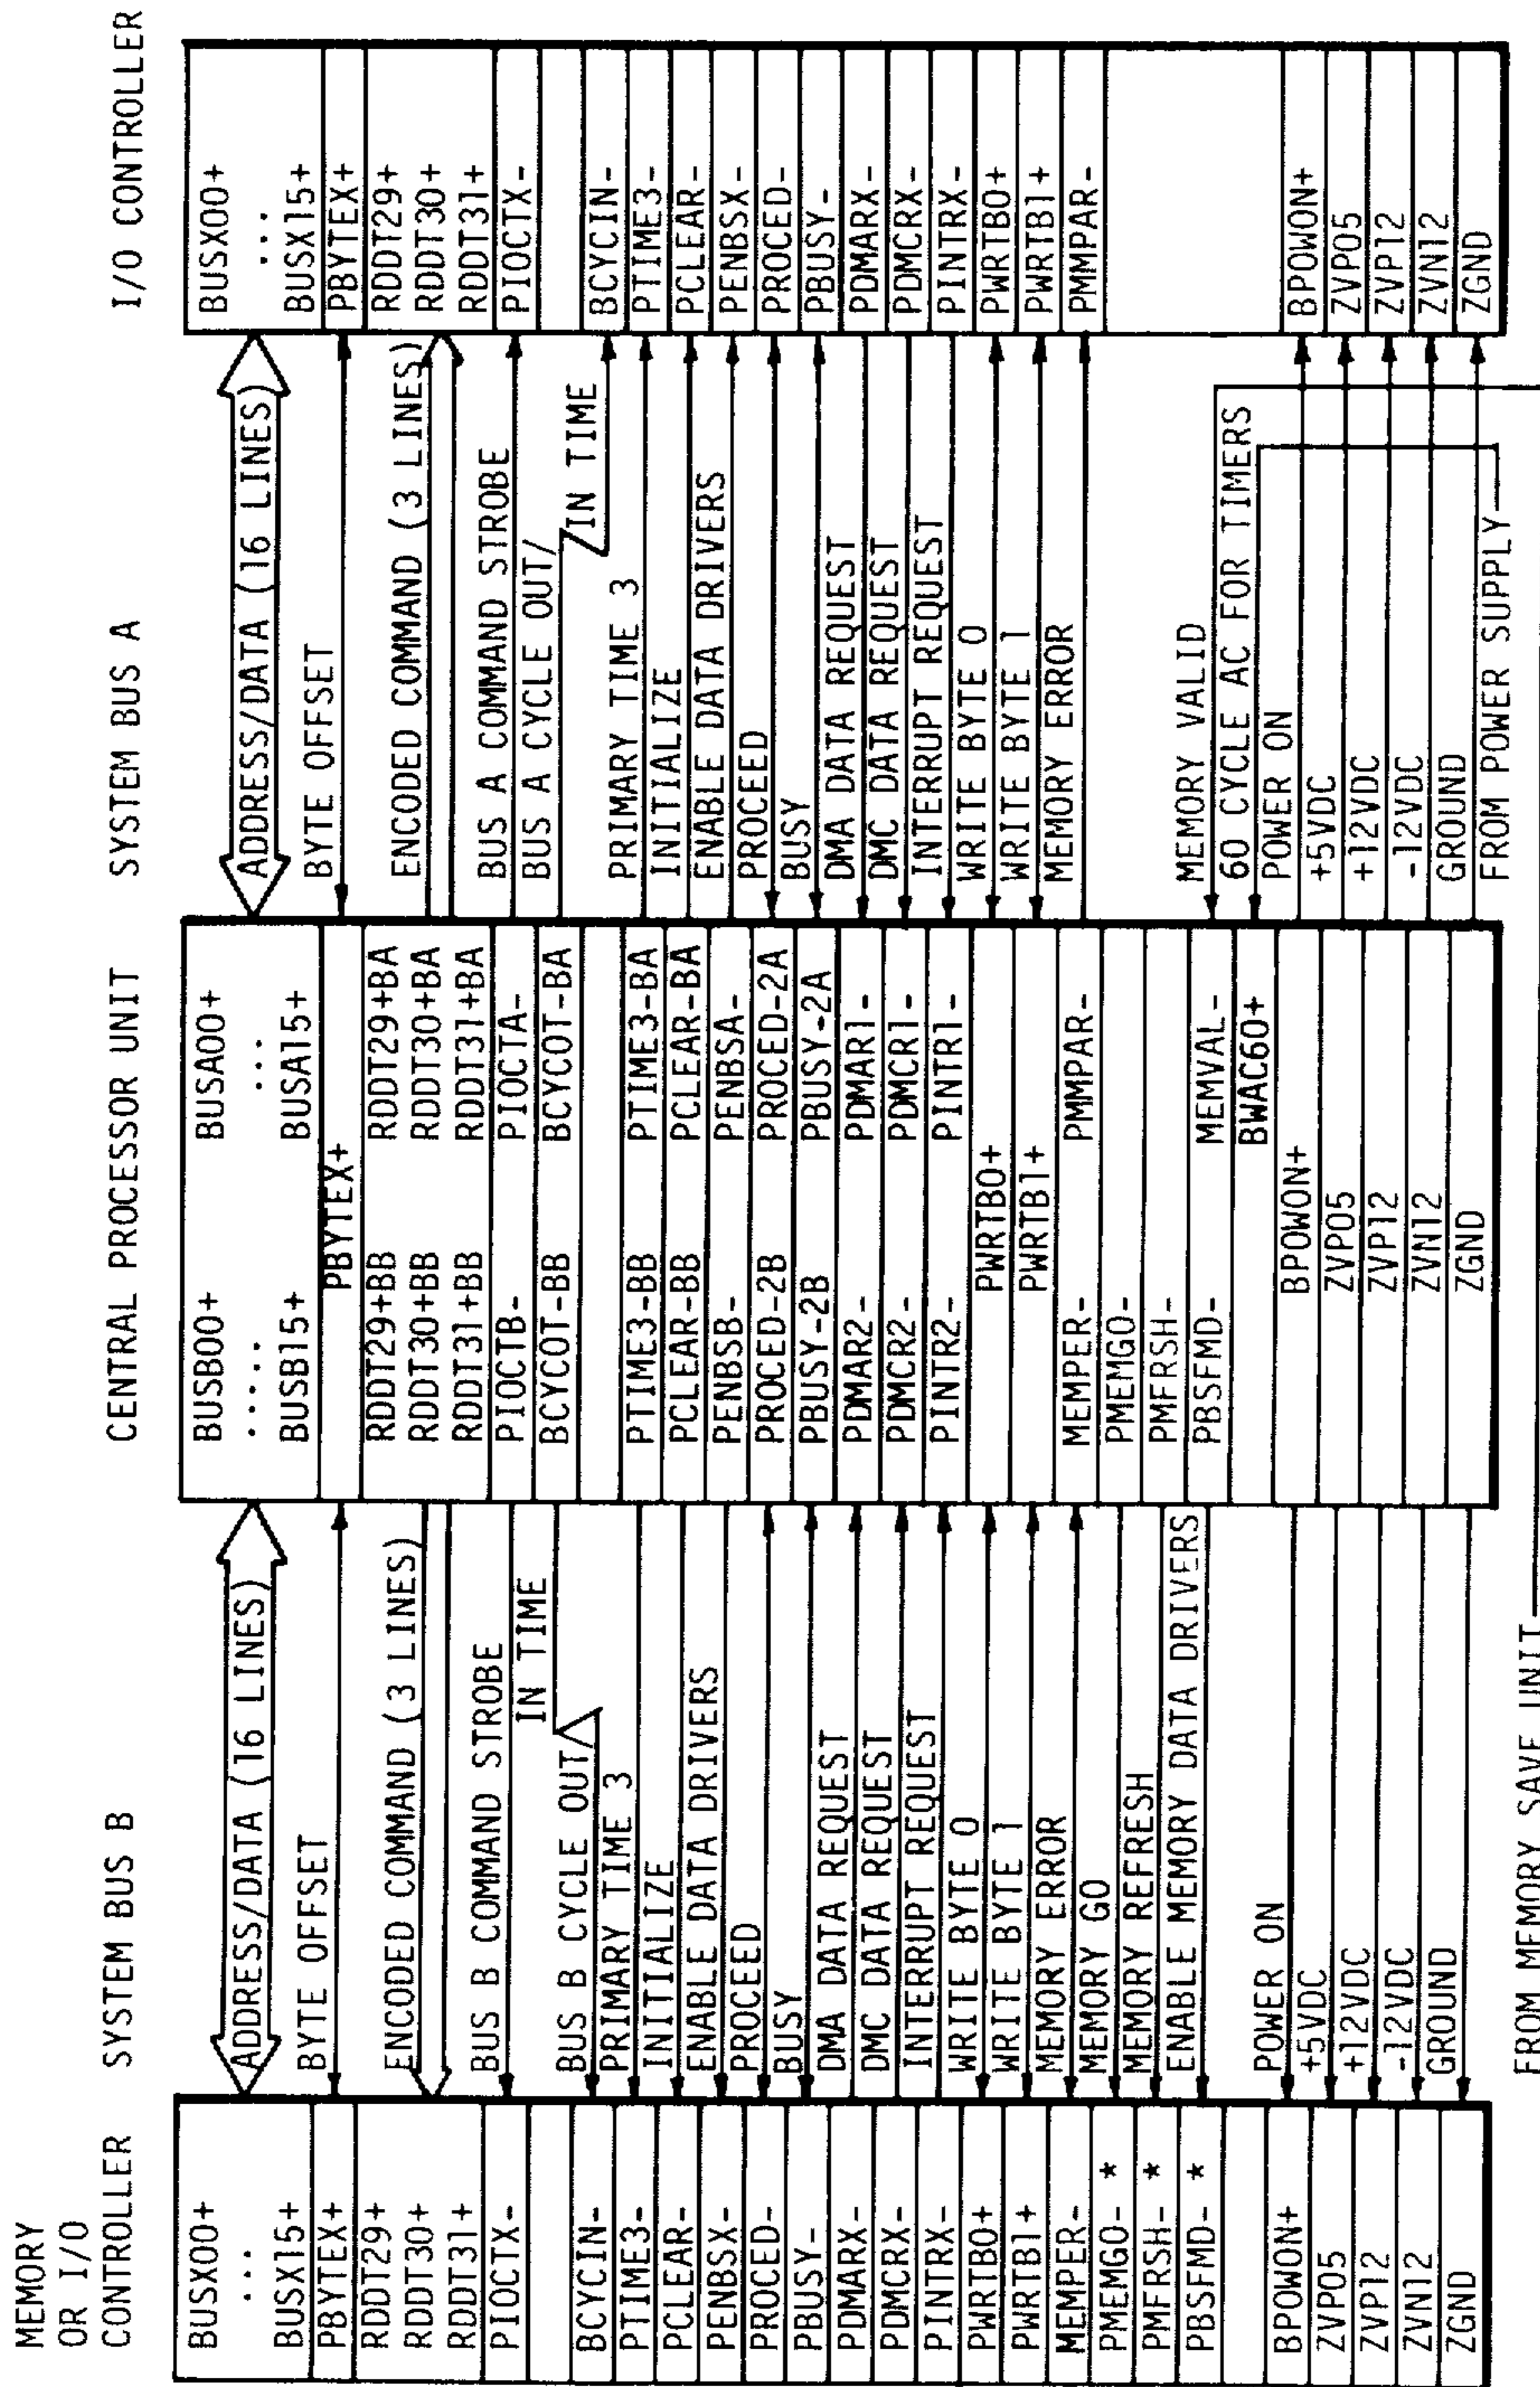 MEMORY
OR I/O
CONTROLLER
SYSTEM BUS B
CENTRAL PROCESSOR UNIT
SYSTEM BUS A
I/O CONTROLLER
BUSX00+
...
BUSX15+
PBYTEX+
RDDT29+
RDDT30+
RDDT31+
PIOCTX-
BCYCIN-
PTIME3-
PCLEAR-
PENBSX-
PROCED-
PBUSY-
PDMARX-
PDMCRX-
PINTRX-
PWRTB0+
PWRTB1+
MEMPER-
PMEMGO- *
PMFRSH- *
PBSFMD- *
BPOWON+
ZVP05
ZVP12
ZVN12
ZGND
ADDRESS/DATA (16 LINES)
BYTE OFFSET
ENCODED COMMAND (3 LINES)
BUS B COMMAND STROBE
IN TIME
BUS B CYCLE OUT/
PRIMARY TIME 3
INITIALIZE
ENABLE DATA DRIVERS
PROCEED
BUSY
DMA DATA REQUEST
DMC DATA REQUEST
INTERRUPT REQUEST
WRITE BYTE 0
WRITE BYTE 1
MEMORY ERROR
MEMORY GO
MEMORY REFRESH
ENABLE MEMORY DATA DRIVERS
POWER ON
+5VDC
+12VDC
-12VDC
GROUND
FROM MEMORY SAVE UNIT
BUSB00+ BUSA00+
..... ...
BUSB15+ BUSA15+
PBYTEX+
RDDT29+BB RDDT29+BA
RDDT30+BB RDDT30+BA
RDDT31+BB RDDT31+BA
PIOCTB- PIOCTA-
BCYCOT-BB BCYCOT-BA
PTIME3-BB PTIME3-BA
PCLEAR-BB PCLEAR-BA
PENBSB- PENBSA-
PROCED-2B PROCED-2A
PBUSY-2B PBUSY-2A
PDMAR2- PDMAR1-
PDMCR2- PDMCR1-
PINTR2- PINTR1-
PWRTB0+
PWRTB1+
MEMPER- PMMPAR-
PMEMGO-
PMFRSH-
PBSFMD- MEMVAL-
BWAC60+
BPOWON+
ZVP05
ZVP12
ZVN12
ZGND
ADDRESS/DATA (16 LINES)
BYTE OFFSET
ENCODED COMMAND (3 LINES)
BUS A COMMAND STROBE
BUS A CYCLE OUT/
IN TIME
PRIMARY TIME 3
INITIALIZE
ENABLE DATA DRIVERS
PROCEED
BUSY
DMA DATA REQUEST
DMC DATA REQUEST
INTERRUPT REQUEST
WRITE BYTE 0
WRITE BYTE 1
MEMORY ERROR
MEMORY VALID
60 CYCLE AC FOR TIMERS
POWER ON
+5VDC
+12VDC
-12VDC
GROUND
FROM POWER SUPPLY
BUSX00+
...
BUSX15+
PBYTEX+
RDDT29+
RDDT30+
RDDT31+
PIOCTX-
BCYCIN-
PTIME3-
PCLEAR-
PENBSX-
PROCED-
PBUSY-
PDMARX-
PDMCRX-
PINTRX-
PWRTB0+
PWRTB1+
PMMPAR-
BPOWON+
ZVP05
ZVP12
ZVN12
ZGND